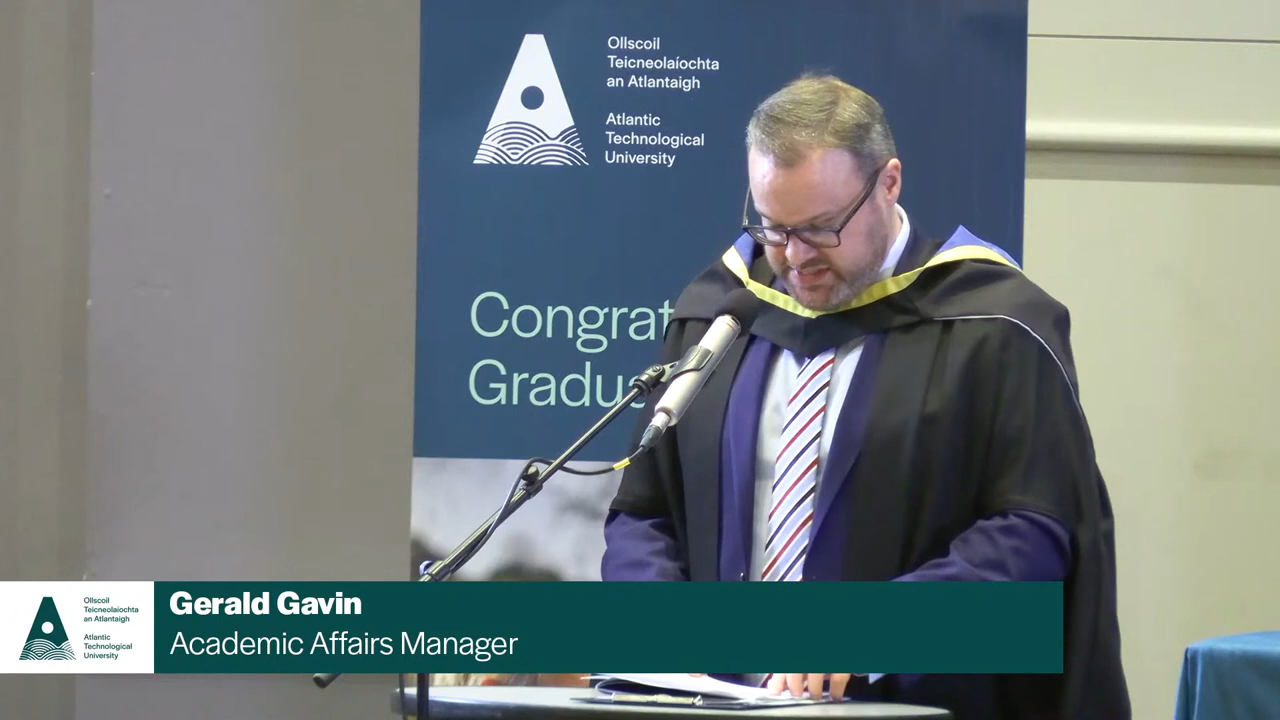 Ollscoil
Teicneolaíochta
an Atlantaigh
Atlantic
Technological
University
Congrat
Gradu
Ollscoil
Teicneolaíochta
an Atlantaigh
Atlantic
Technological
University
Gerald Gavin
Academic Affairs Manager